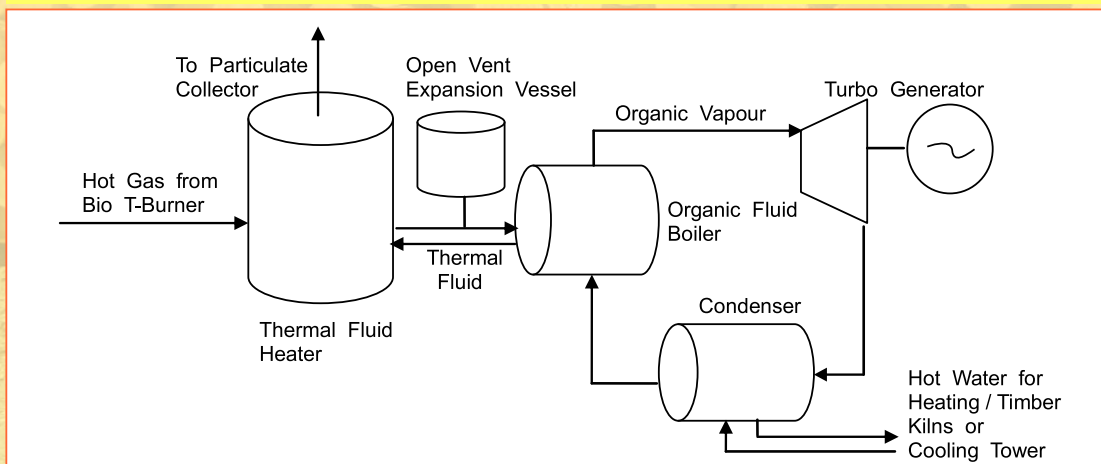 To Particulate
Collector
Open Vent
Expansion Vessel
Turbo Generator
Organic Vapour
Hot Gas from
Bio T-Burner
Organic Fluid
Boiler
Thermal
Fluid
Condenser
Thermal Fluid
Heater
Hot Water for
Heating / Timber
Kilns or
Cooling Tower